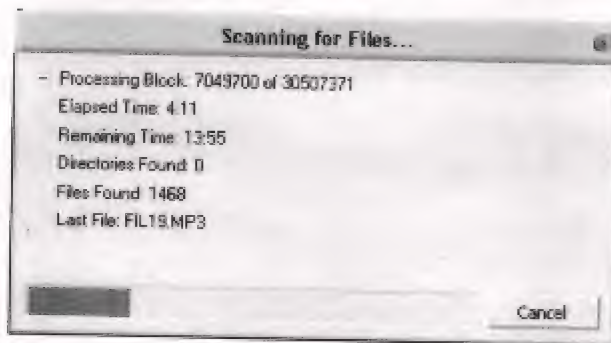 Scanning for Files...
- Processing Block: 7049700 of 30507371
Elapsed Time: 4:11
Remaining Time: 13:55
Directories Found: 0
Files Found: 1468
Last File: FIL19.MP3
Cancel